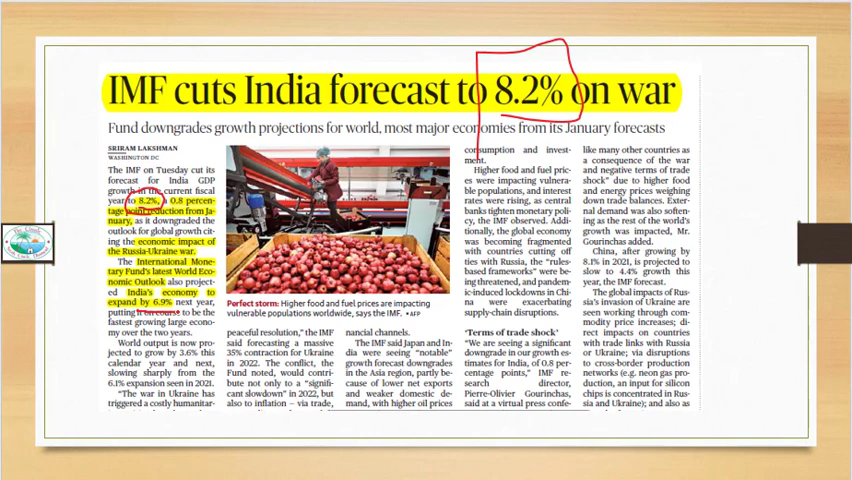 IMF cuts India forecast to 8.2% on war
Fund downgrades growth projections for world, most major economies from its January forecasts
SRIRAM LAKSHMAN
WASHINGTON DC
The IMF on Tuesday cut its
forecast for India GDP
growth in the current fiscal
year to 8.2%, a 0.8 percen-
tage point reduction from Ja-
nuary, as it downgraded the
outlook for global growth cit-
ing the economic impact of
the Russia-Ukraine war.
The International Mone-
tary Fund's latest World Eco-
nomic Outlook also project-
ed India's economy to
expand by 6.9% next year,
putting it on course to be the
fastest growing large econo-
my over the two years.
World output is now pro-
jected to grow by 3.6% this
calendar year and next,
slowing sharply from the
6.1% expansion seen in 2021.
"The war in Ukraine has
triggered a costly humanitar-
Perfect storm: Higher food and fuel prices are impacting
vulnerable populations worldwide, says the IMF. • AFP
peaceful resolution," the IMF
said forecasting a massive
35% contraction for Ukraine
in 2022. The conflict, the
Fund noted, would contri-
bute not only to a "signifi-
cant slowdown" in 2022, but
also to inflation – via trade,
nancial channels.
The IMF said Japan and In-
dia were seeing "notable"
growth forecast downgrades
in the Asia region, partly be-
cause of lower net exports
and weaker domestic de-
mand, with higher oil prices
consumption and invest-
ment.
Higher food and fuel pric-
es were impacting vulnera-
ble populations, and interest
rates were rising, as central
banks tighten monetary poli-
cy, the IMF observed. Addi-
tionally, the global economy
was becoming fragmented
with countries cutting off
ties with Russia, the "rules-
based frameworks" were be-
ing threatened, and pandem-
ic-induced lockdowns in Chi-
na were exacerbating
supply-chain disruptions.
'Terms of trade shock'
"We are seeing a significant
downgrade in our growth es-
timates for India, of 0.8 per-
centage points," IMF re-
search director,
Pierre-Olivier Gourinchas,
said at a virtual press confe-
like many other countries as
a consequence of the war
and negative terms of trade
shock" due to higher food
and energy prices weighing
down trade balances. Exter-
nal demand was also soften-
ing as the rest of the world's
growth was impacted, Mr.
Gourinchas added.
China, after growing by
8.1% in 2021, is projected to
slow to 4.4% growth this
year, the IMF forecast.
The global impacts of Rus-
sia's invasion of Ukraine are
seen working through com-
modity price increases; di-
rect impacts on countries
with trade links with Russia
or Ukraine; via disruptions
to cross-border production
networks (e.g. neon gas pro-
duction, an input for silicon
chips is concentrated in Rus-
sia and Ukraine); and also as